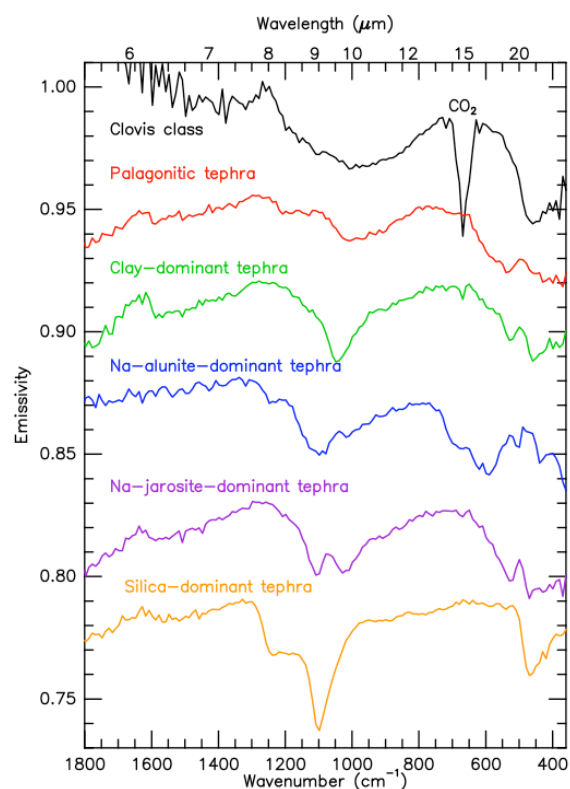 Wavelength (μm)
6 7 8 9 10 12 15 20
1.00
CO₂
Clovis class
Palagonitic tephra
0.95
Clay-dominant tephra
0.90
Na-alunite-dominant tephra
Emissivity
0.85
Na-jarosite-dominant tephra
0.80
Silica-dominant tephra
0.75
1800 1600 1400 1200 1000 800 600 400
Wavenumber (cm⁻¹)